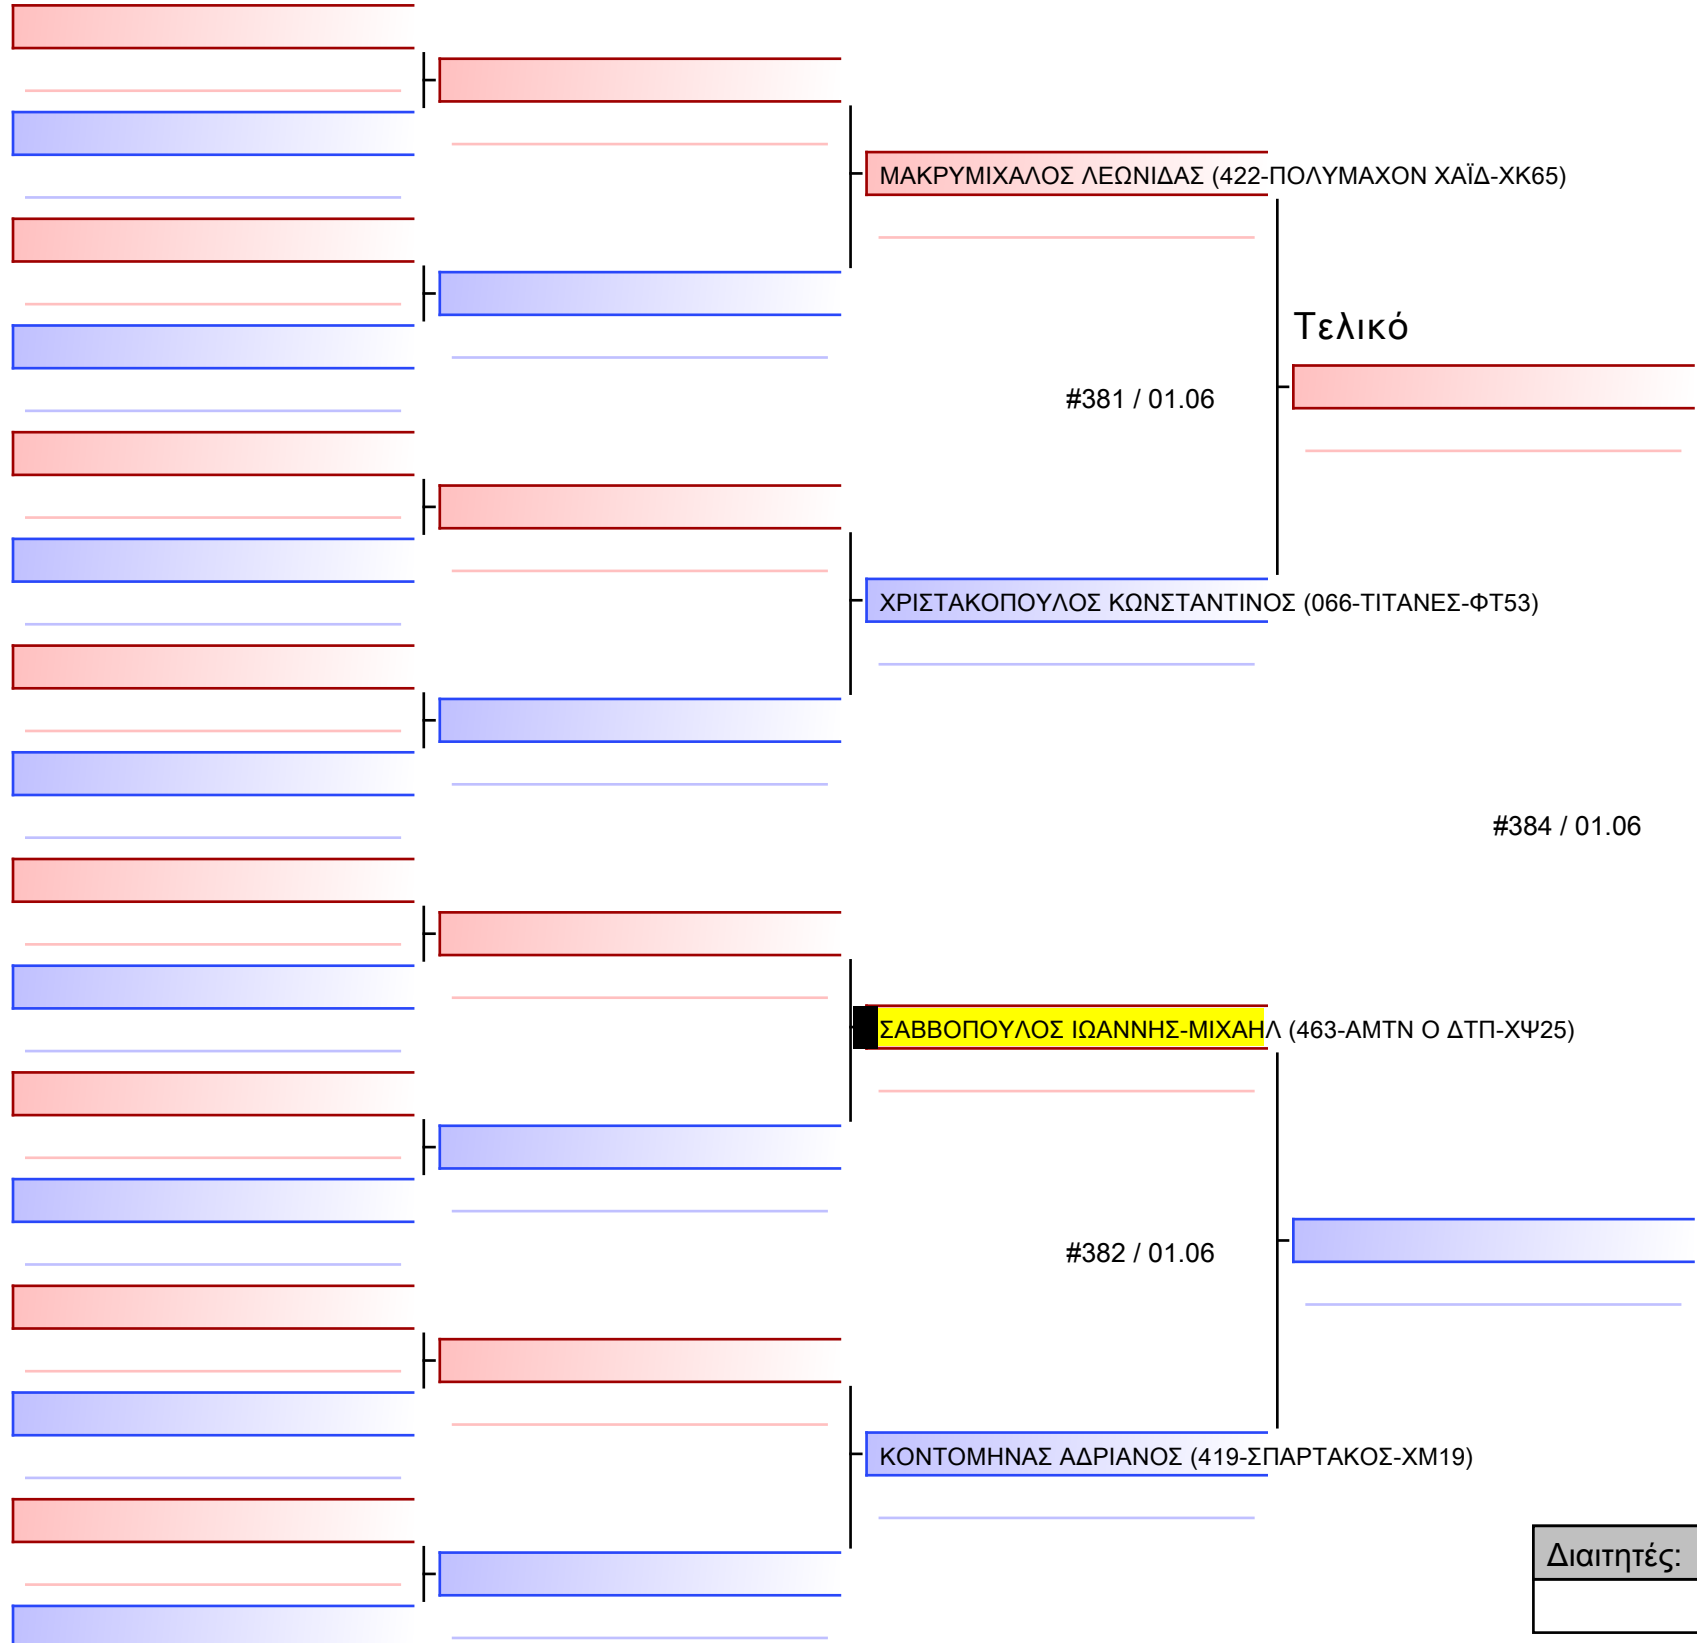 ΜΑΚΡΥΜΙΧΑΛΟΣ ΛΕΩΝΙΔΑΣ (422-ΠΟΛΥΜΑΧΟΝ ΧΑΪΔ-ΧΚ65)
Τελικό
#381 / 01.06
ΧΡΙΣΤΑΚΟΠΟΥΛΟΣ ΚΩΝΣΤΑΝΤΙΝΟΣ (066-ΤΙΤΑΝΕΣ-ΦΤ53)
#384 / 01.06
ΣΑΒΒΟΠΟΥΛΟΣ ΙΩΑΝΝΗΣ-ΜΙΧΑΗΛ (463-ΑΜΤΝ Ο ΔΤΠ-ΧΨ25)
#382 / 01.06
ΚΟΝΤΟΜΗΝΑΣ ΑΔΡΙΑΝΟΣ (419-ΣΠΑΡΤΑΚΟΣ-ΧΜ19)
Διαιτητές: